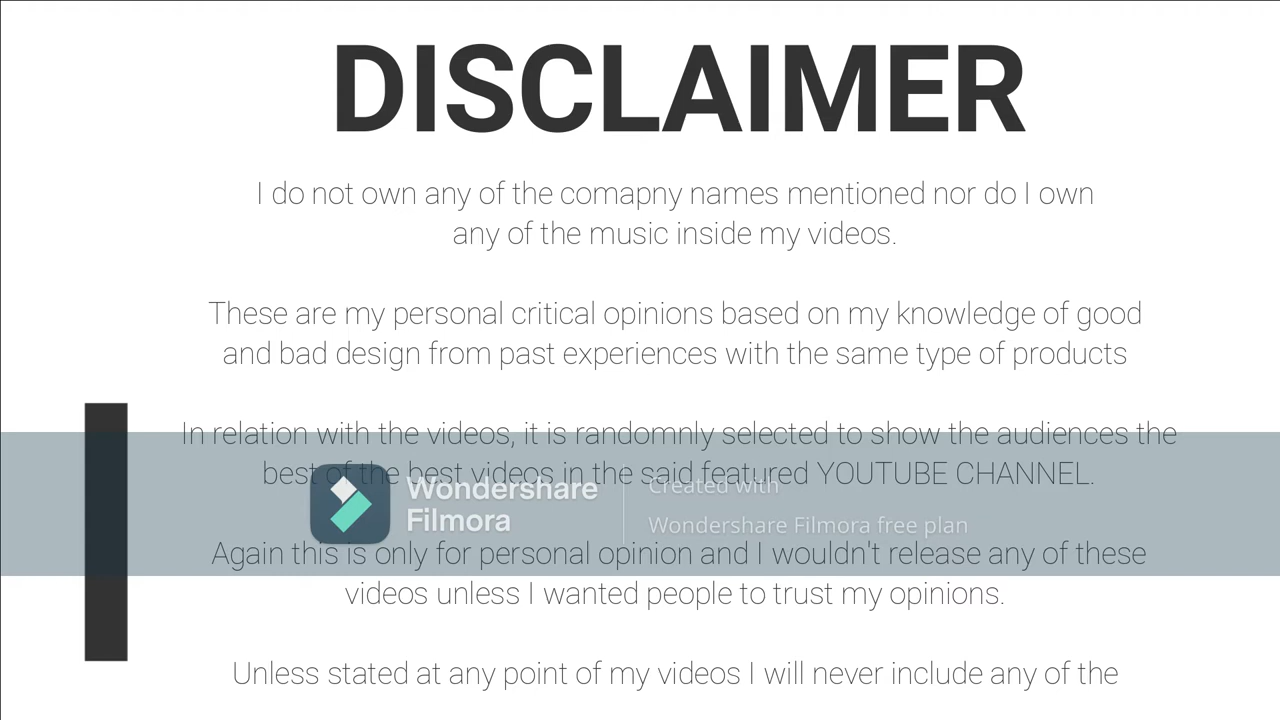 DISCLAIMER
I do not own any of the comapny names mentioned nor do I own
any of the music inside my videos.
These are my personal critical opinions based on my knowledge of good
and bad design from past experiences with the same type of products
In relation with the videos, it is randomnly selected to show the audiences the
best of the best videos in the said featured YOUTUBE CHANNEL.
Wondershare
Filmora
Created with
Wondershare Filmora free plan
Again this is only for personal opinion and I wouldn't release any of these
videos unless I wanted people to trust my opinions.
Unless stated at any point of my videos I will never include any of the